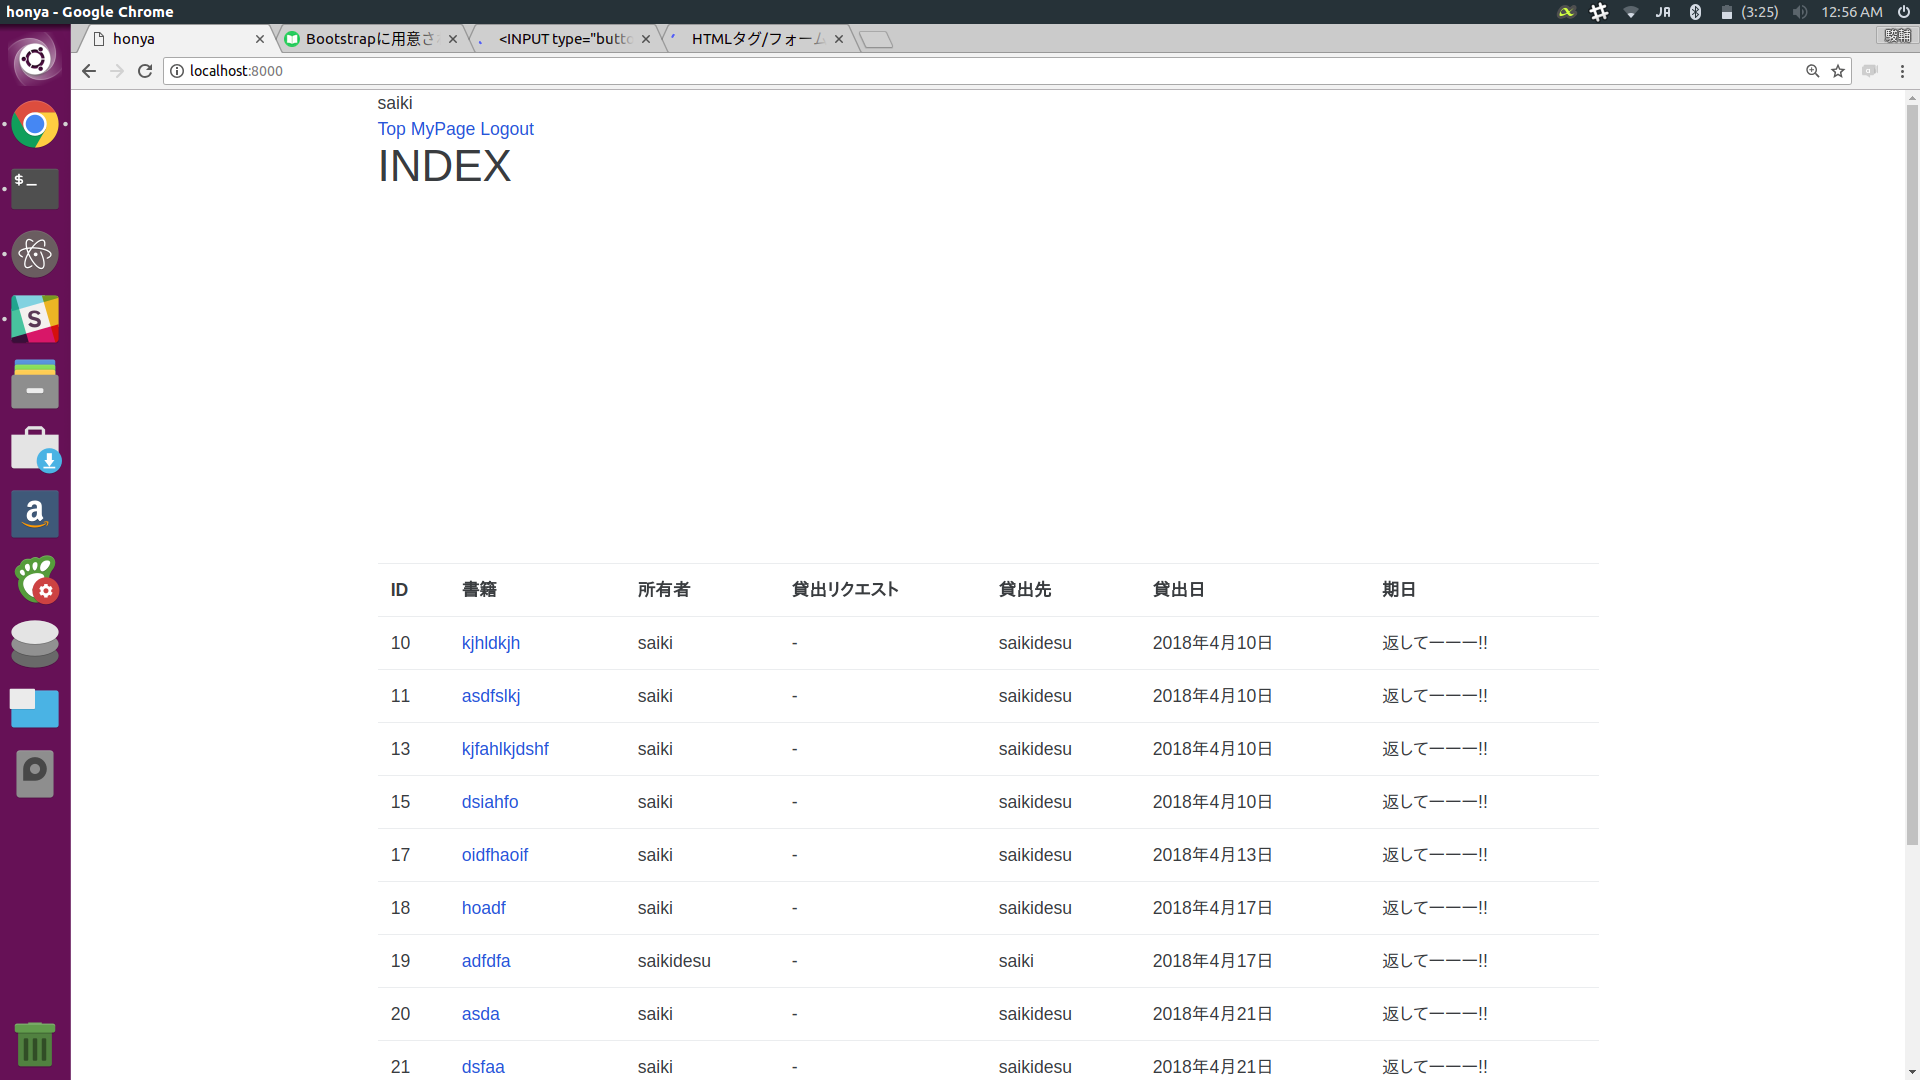 honya - Google Chrome
JA (3:25) 12:56 AM
honya Bootstrapに用意さ <INPUT type="butto HTMLタグ/フォーム 駿輔
localhost:8000
saiki
Top MyPage Logout
INDEX
ID 書籍 所有者 貸出リクエスト 貸出先 貸出日 期日
10 kjhldkjh saiki - saikidesu 2018年4月10日 返してーーー!!
11 asdfslkj saiki - saikidesu 2018年4月10日 返してーーー!!
13 kjfahlkjdshf saiki - saikidesu 2018年4月10日 返してーーー!!
15 dsiahfo saiki - saikidesu 2018年4月10日 返してーーー!!
17 oidfhaoif saiki - saikidesu 2018年4月13日 返してーーー!!
18 hoadf saiki - saikidesu 2018年4月17日 返してーーー!!
19 adfdfa saikidesu - saiki 2018年4月17日 返してーーー!!
20 asda saiki - saikidesu 2018年4月21日 返してーーー!!
21 dsfaa saiki - saikidesu 2018年4月21日 返してーーー!!